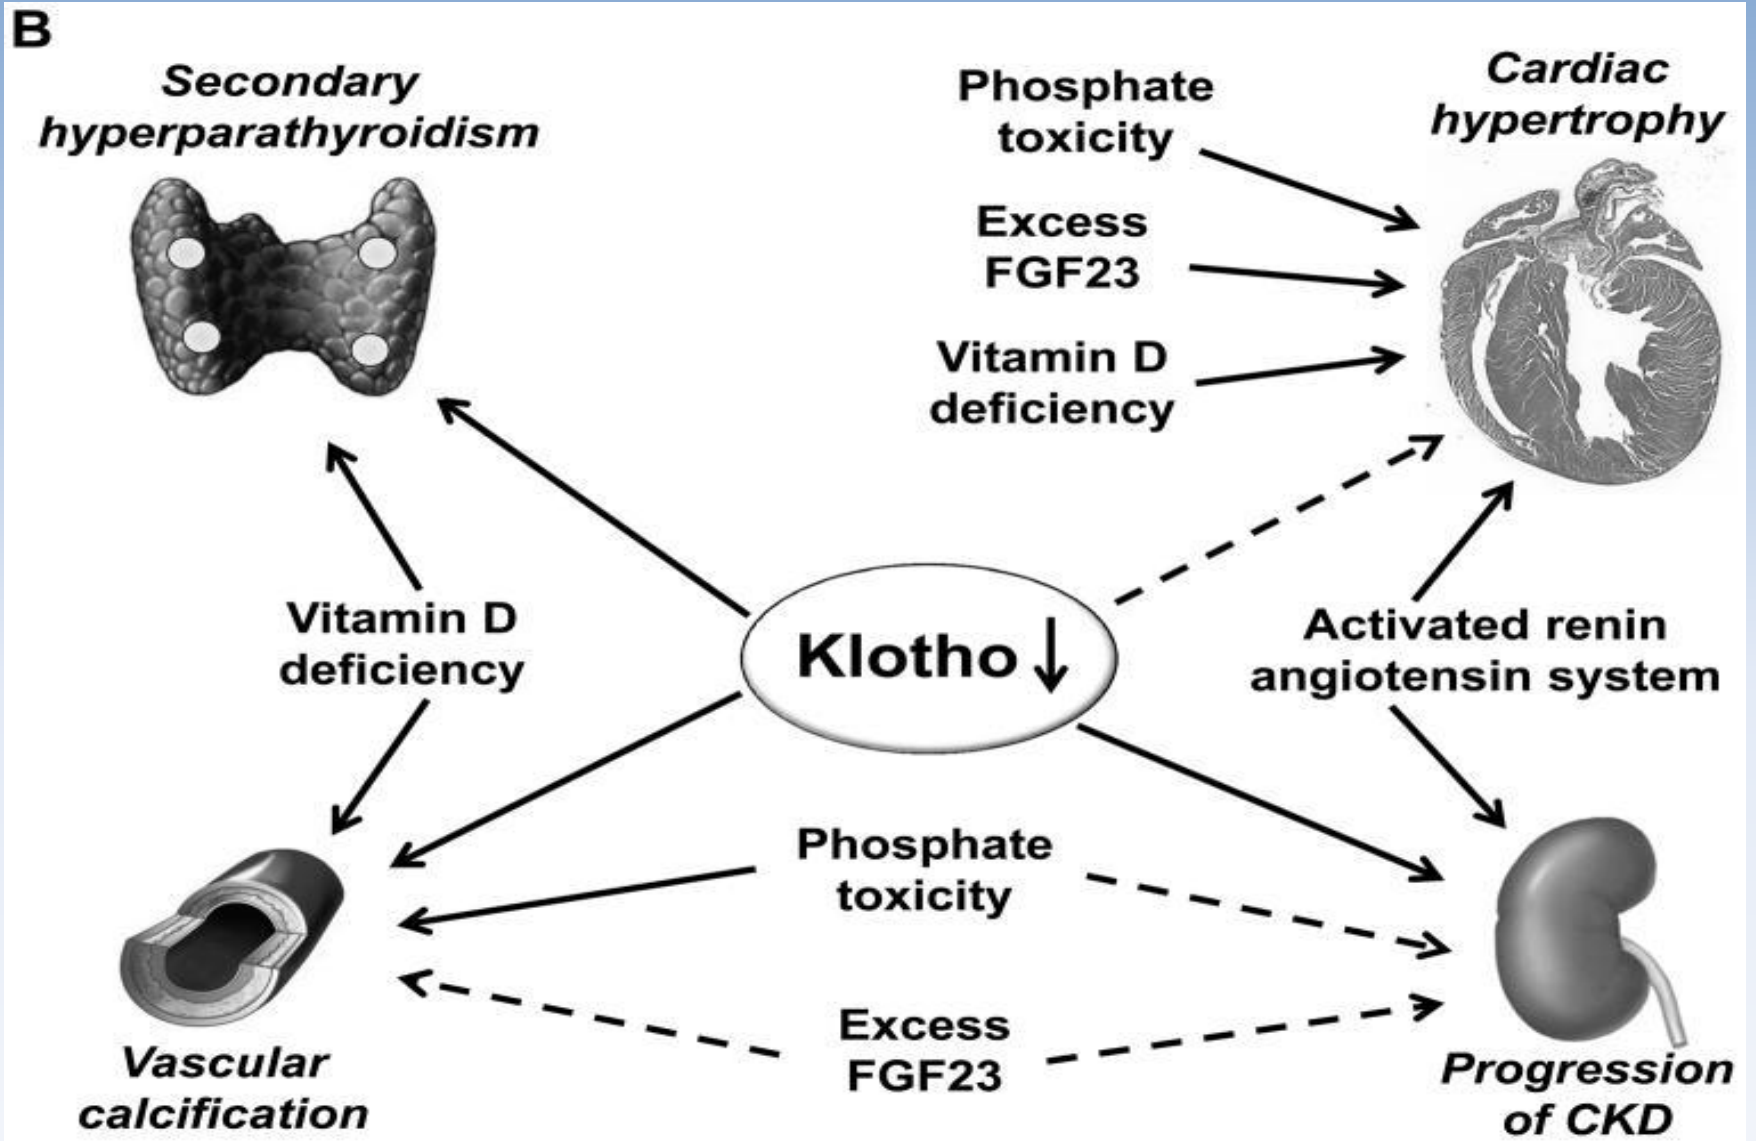 B
Secondary
hyperparathyroidism
Phosphate
toxicity
Cardiac
hypertrophy
Excess
FGF23
Vitamin D
deficiency
Vitamin D
deficiency
Klotho ↓
Activated renin
angiotensin system
Phosphate
toxicity
Excess
FGF23
Vascular
calcification
Progression
of CKD